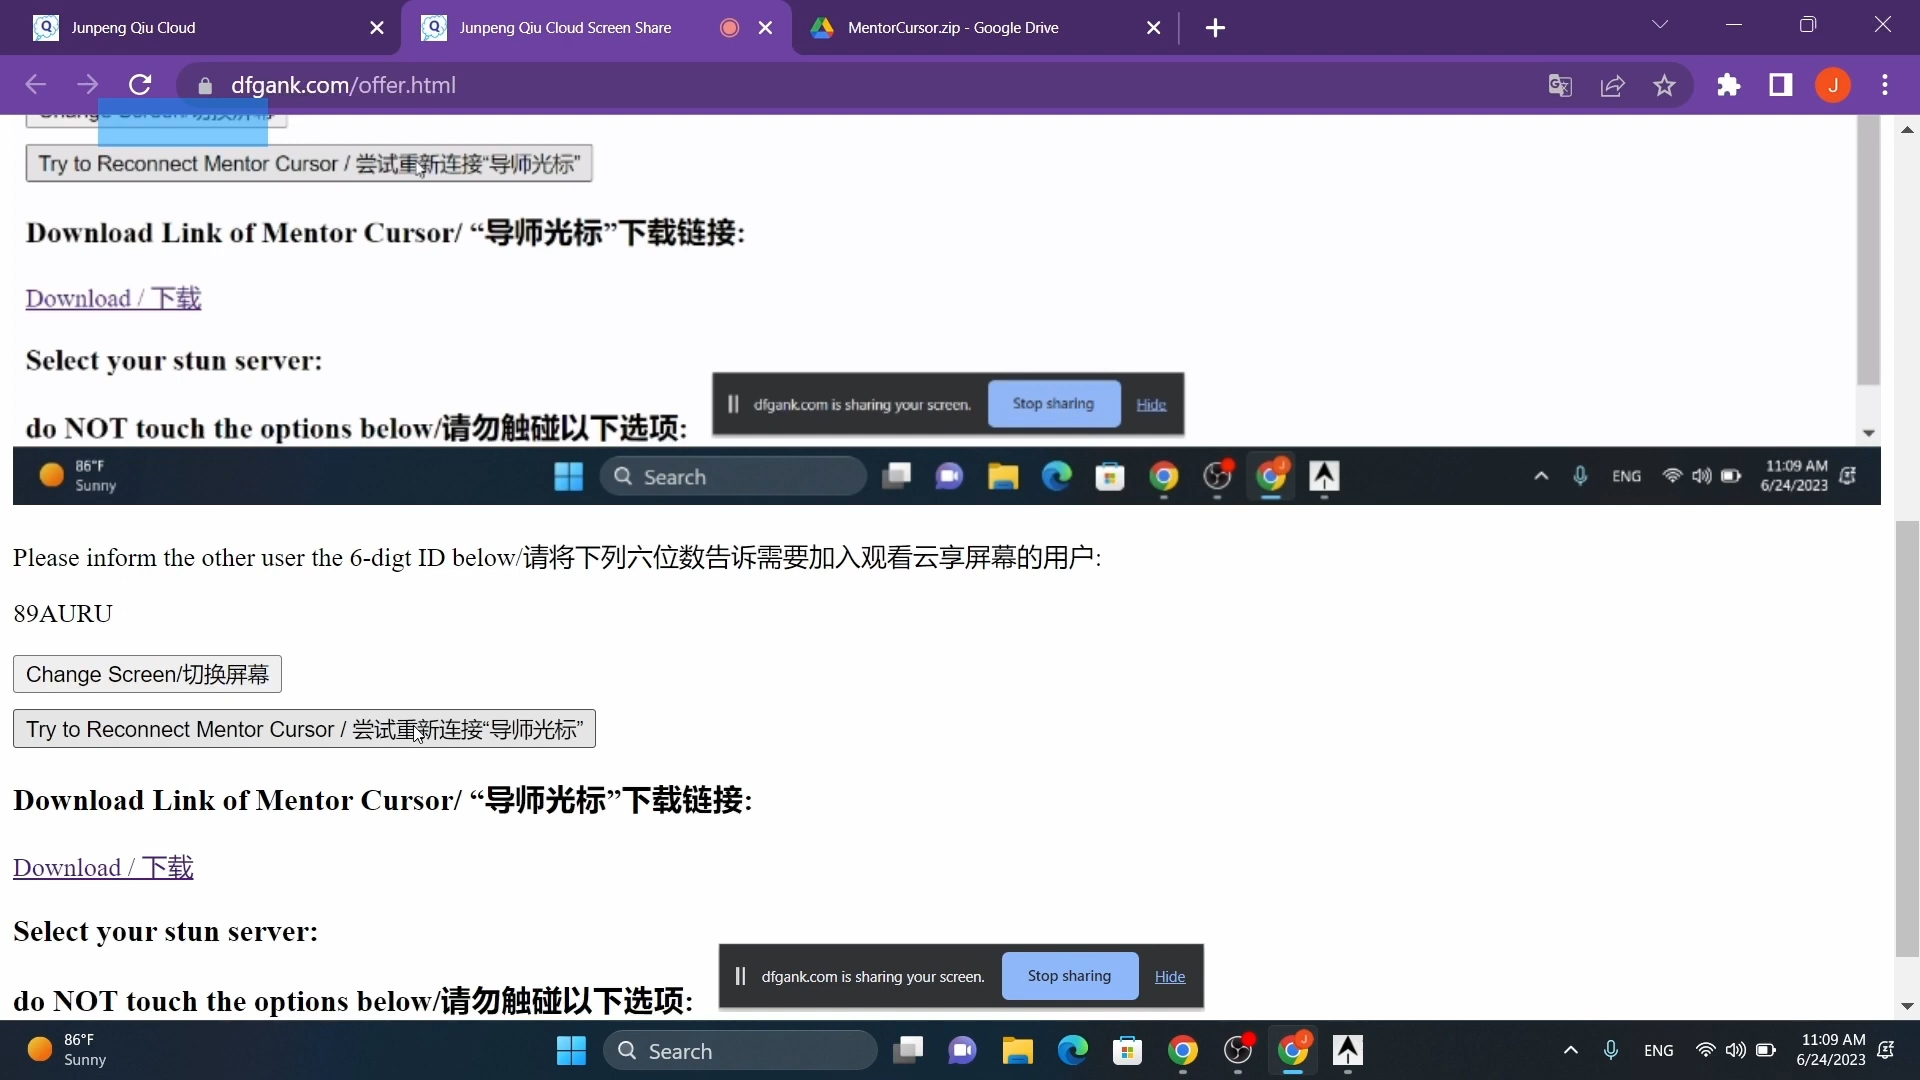 Junpeng Qiu Cloud
Junpeng Qiu Cloud Screen Share
MentorCursor.zip - Google Drive
dfgank.com/offer.html
J
Change Screen/切换屏幕
Try to Reconnect Mentor Cursor / 尝试重新连接“导师光标”
Download Link of Mentor Cursor/ “导师光标”下载链接:
Download / 下载
Select your stun server:
dfgank.com is sharing your screen.
Stop sharing
Hide
do NOT touch the options below/请勿触碰以下选项:
86°F
Sunny
Search
J
ENG
11:09 AM
6/24/2023
Please inform the other user the 6-digt ID below/请将下列六位数告诉需要加入观看云享屏幕的用户:
89AURU
Change Screen/切换屏幕
Try to Reconnect Mentor Cursor / 尝试重新连接“导师光标”
Download Link of Mentor Cursor/ “导师光标”下载链接:
Download / 下载
Select your stun server:
dfgank.com is sharing your screen.
Stop sharing
Hide
do NOT touch the options below/请勿触碰以下选项:
86°F
Sunny
Search
J
ENG
11:09 AM
6/24/2023